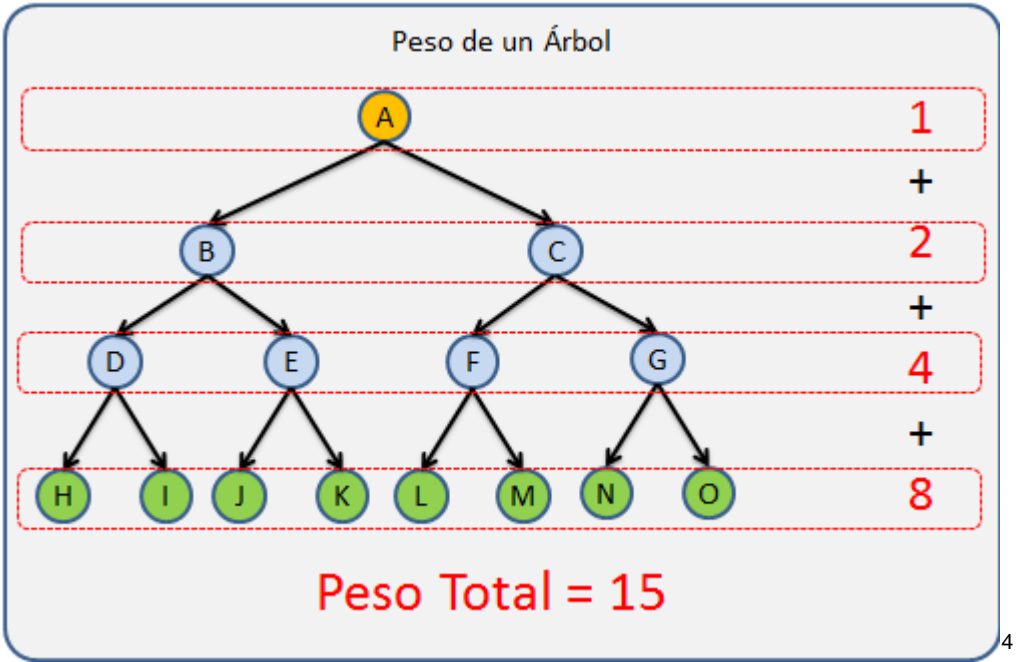 Peso de un Árbol
A 1
+
B C 2
+
D E F G 4
+
H I J K L M N O 8
Peso Total = 15
4